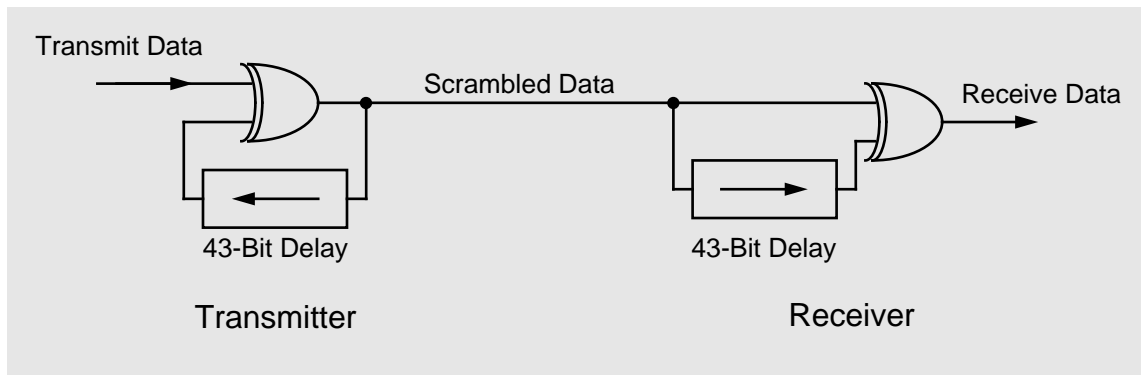 Transmit Data
Scrambled Data
Receive Data
43-Bit Delay
43-Bit Delay
Transmitter
Receiver